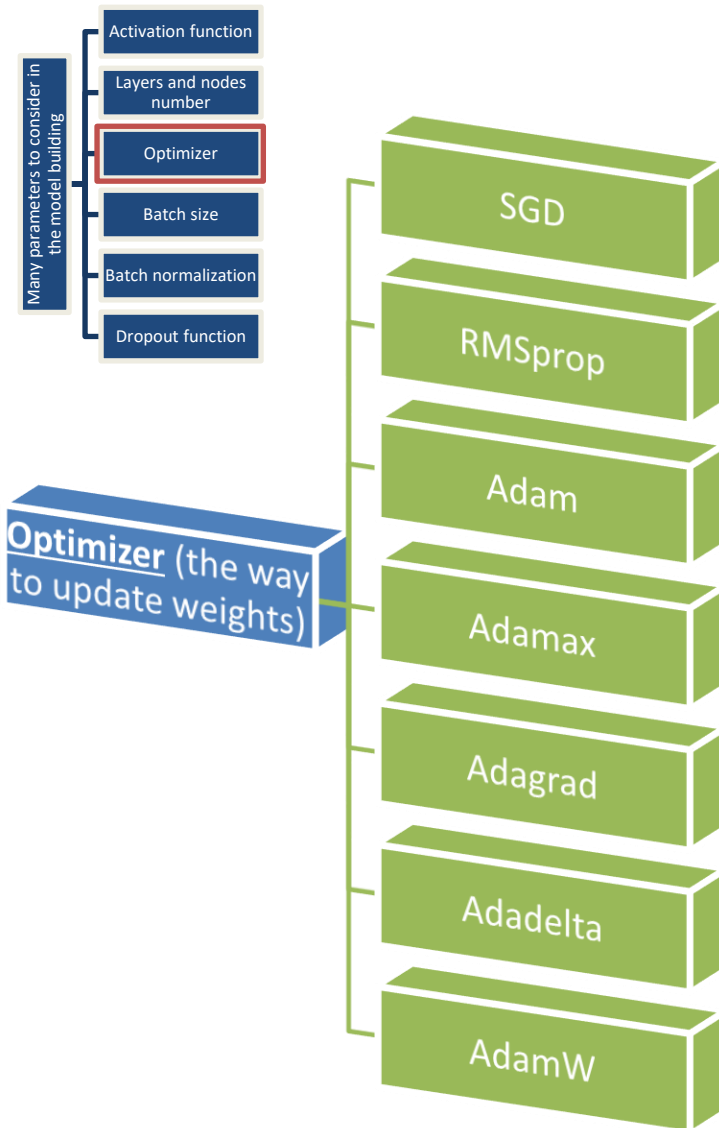 Many parameters to consider in
the model building
Activation function
Layers and nodes
number
Optimizer
Batch size
Batch normalization
Dropout function
Optimizer (the way
to update weights)
SGD
RMSprop
Adam
Adamax
Adagrad
Adadelta
AdamW